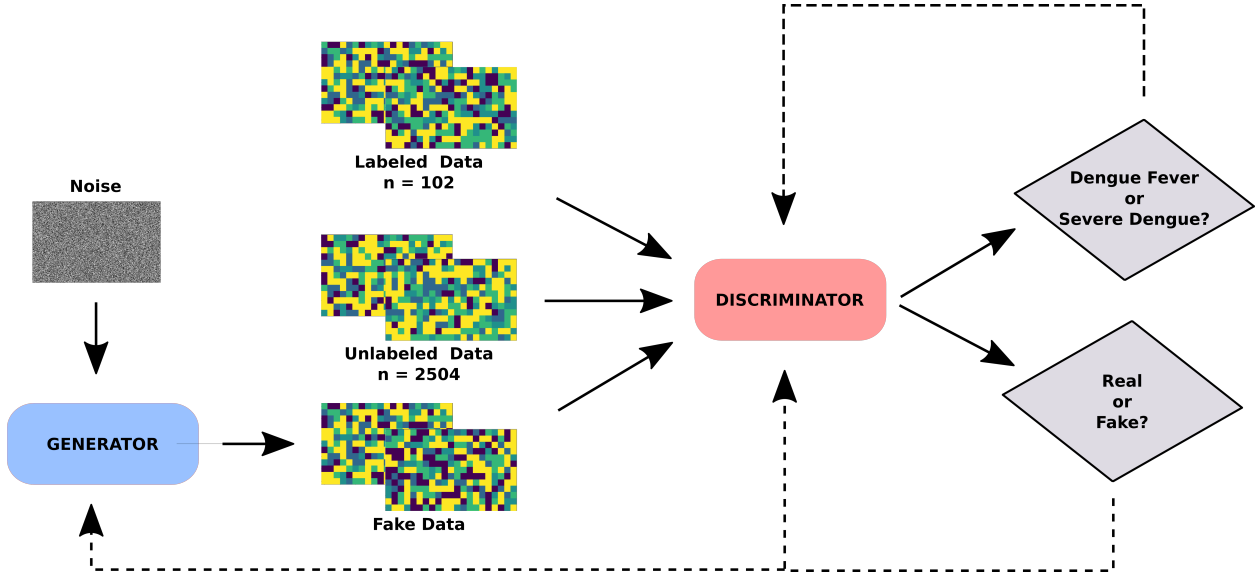 Noise
GENERATOR
Labeled Data
n = 102
Unlabeled Data
n = 2504
Fake Data
DISCRIMINATOR
Dengue Fever
or
Severe Dengue?
Real
or
Fake?